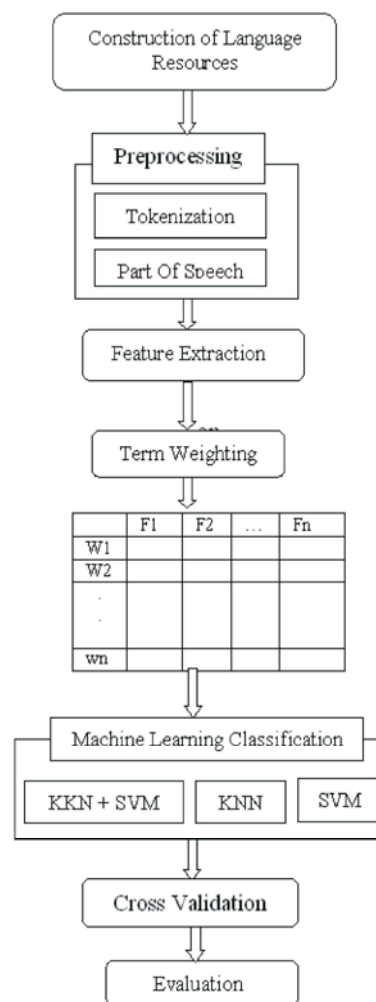 Construction of Language
Resources
Preprocessing
Tokenization
Part Of Speech
Feature Extraction
Term Weighting
F1 F2 ... Fn
W1
W2
.
.
wn
Machine Learning Classification
KKN + SVM KNN SVM
Cross Validation
Evaluation